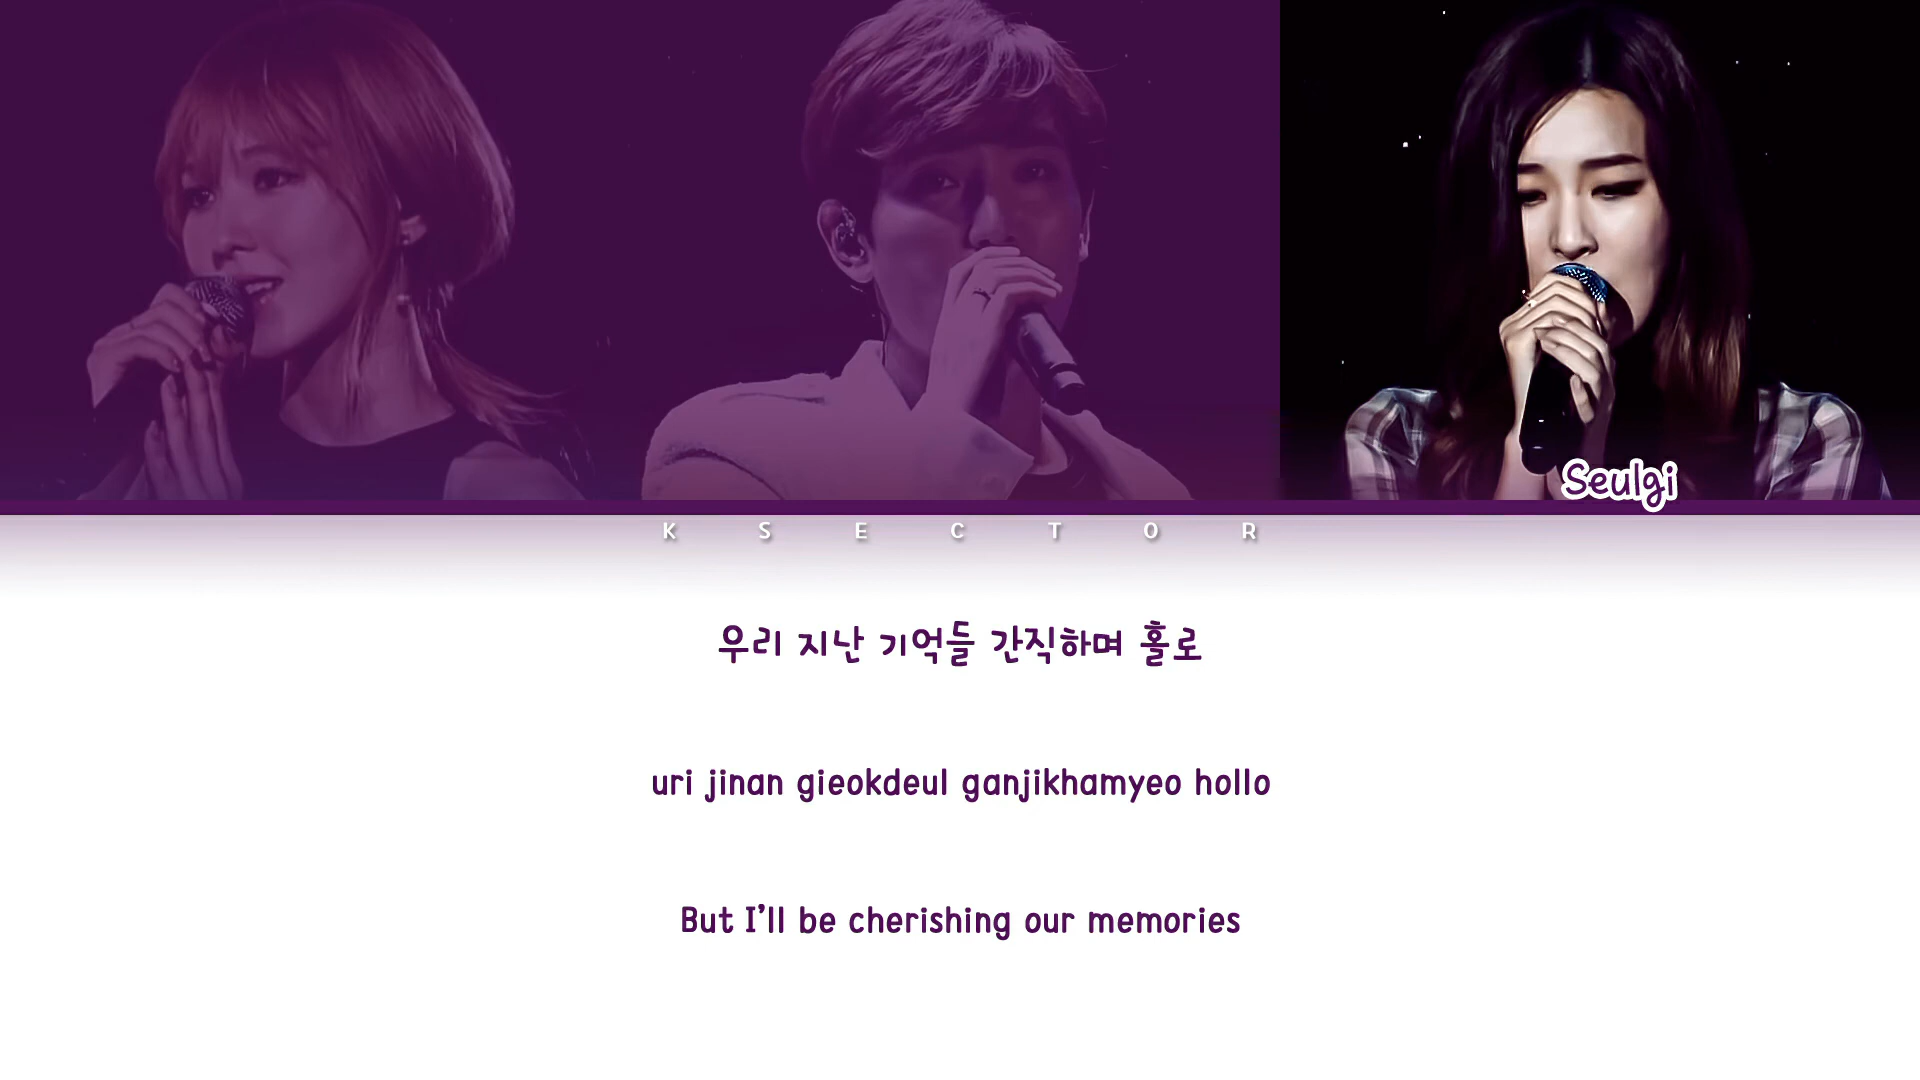 Seulgi
K S E C T O R
우리 지난 기억들 간직하며 홀로
uri jinan gieokdeul ganjikhamyeo hollo
But I'll be cherishing our memories